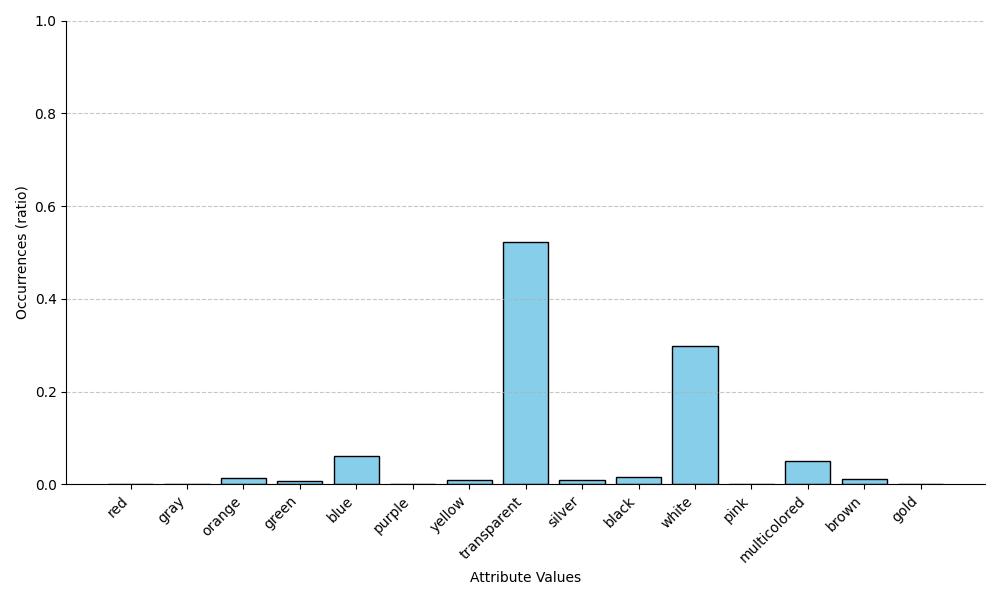 1.0
0.8
0.6
0.4
0.2
0.0
Occurrences (ratio)
red
gray
orange
green
blue
purple
yellow
transparent
silver
black
white
pink
multicolored
brown
gold
Attribute Values